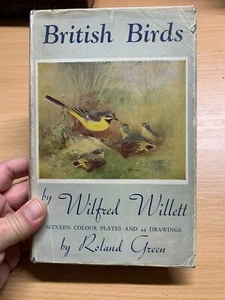 British Birds
by Wilfred Willett
SIXTEEN COLOUR PLATES AND 44 DRAWINGS
by Roland Green